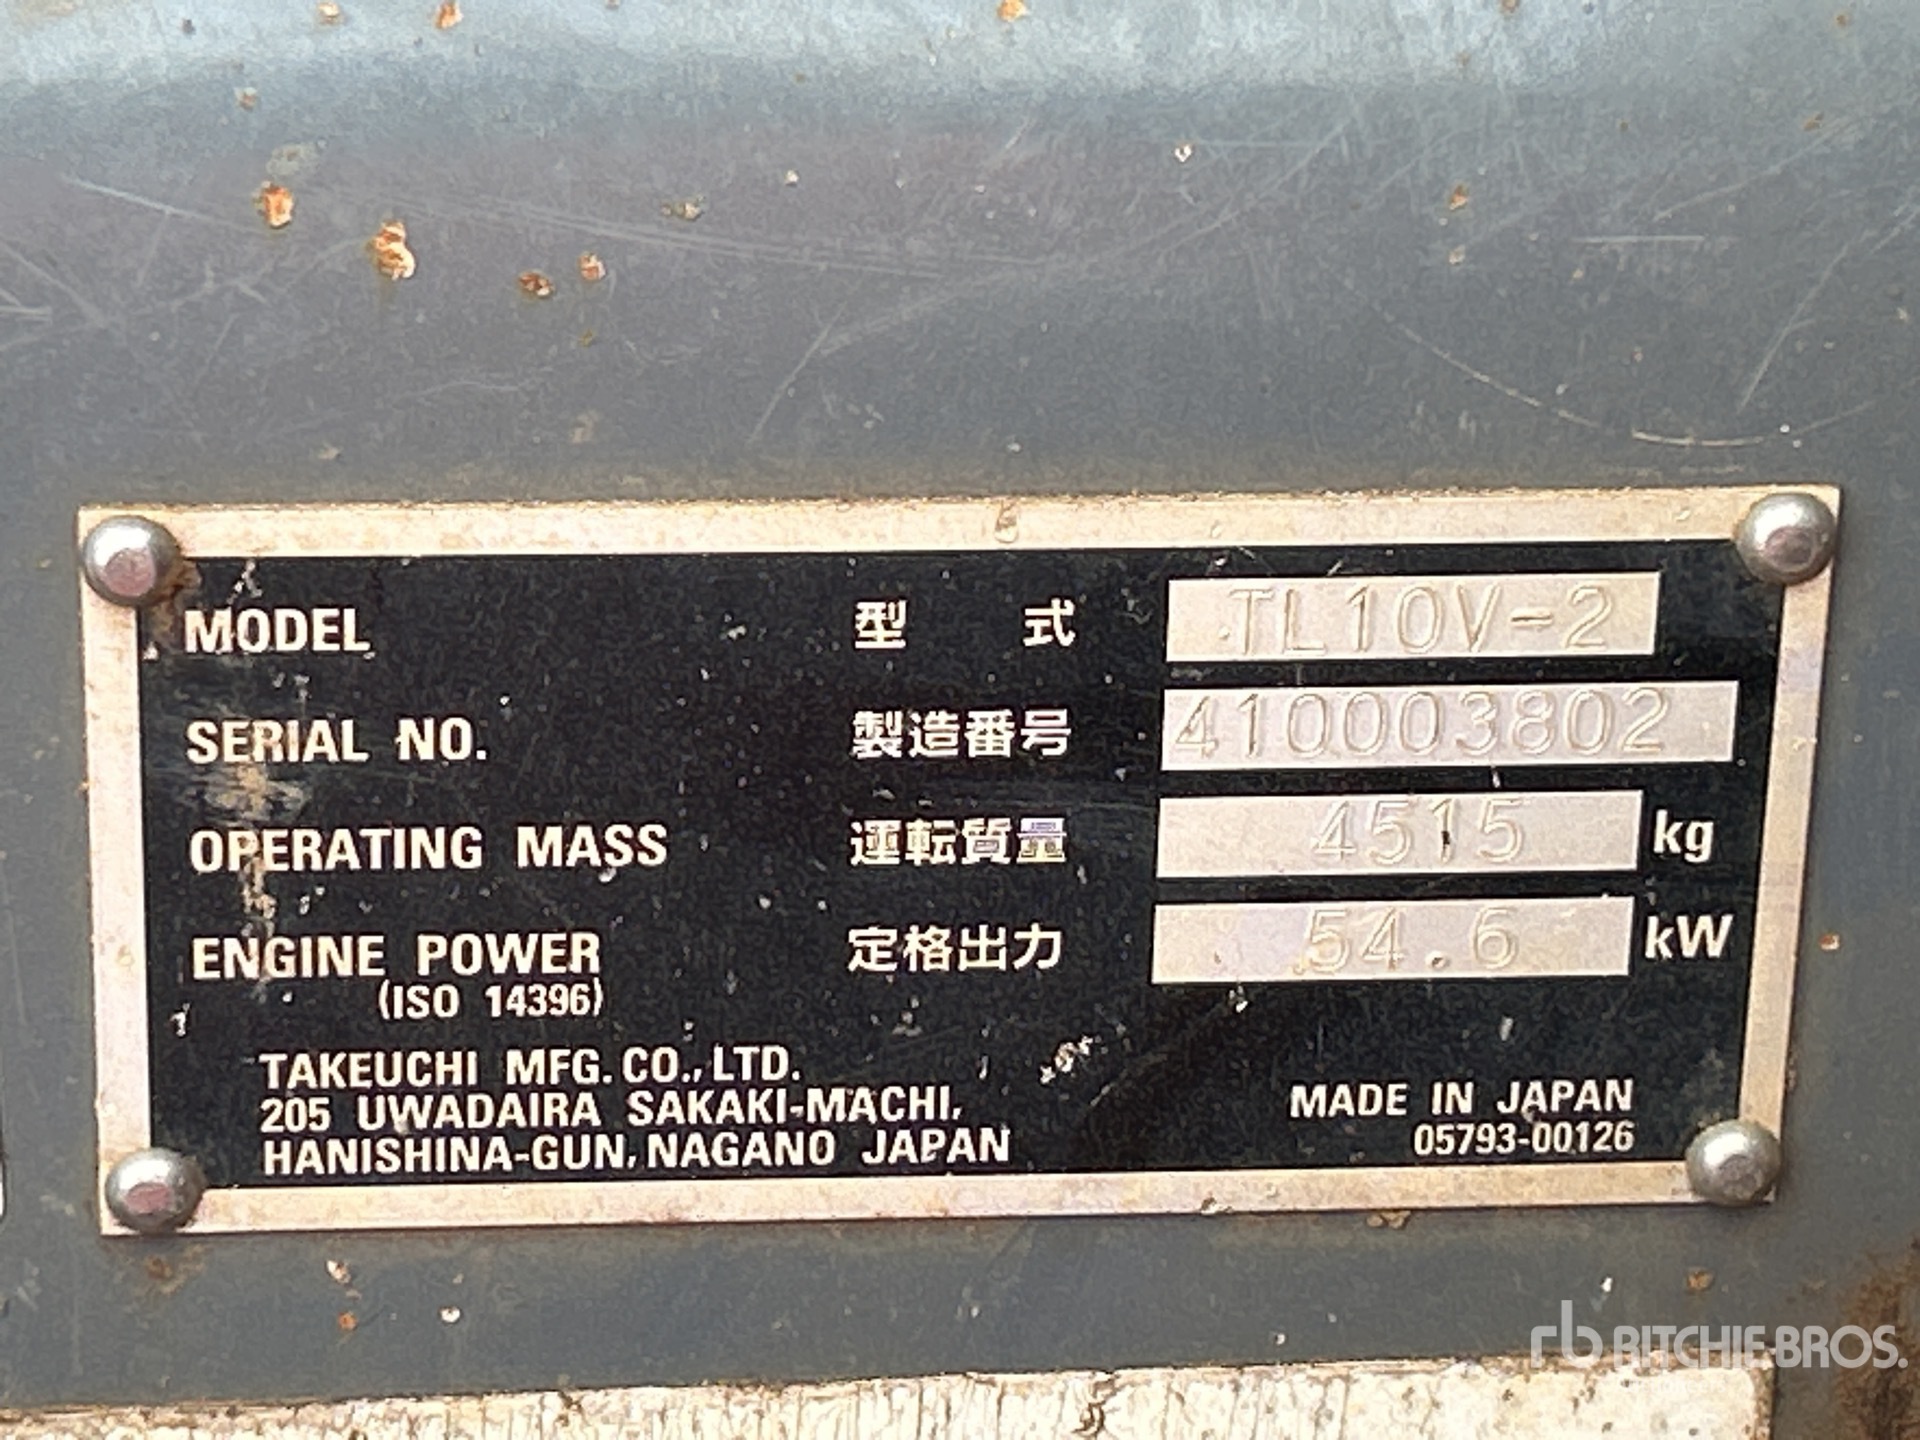 MODEL 型 式 TL10V-2
SERIAL NO. 製造番号 410003802
OPERATING MASS 運転質量 4515 kg
ENGINE POWER 定格出力 54.6 kW
(ISO 14396)
TAKEUCHI MFG. CO., LTD.
205 UWADAIRA SAKAKI-MACHI,
HANISHINA-GUN, NAGANO JAPAN
MADE IN JAPAN
05793-00126
rb RITCHIE BROS.